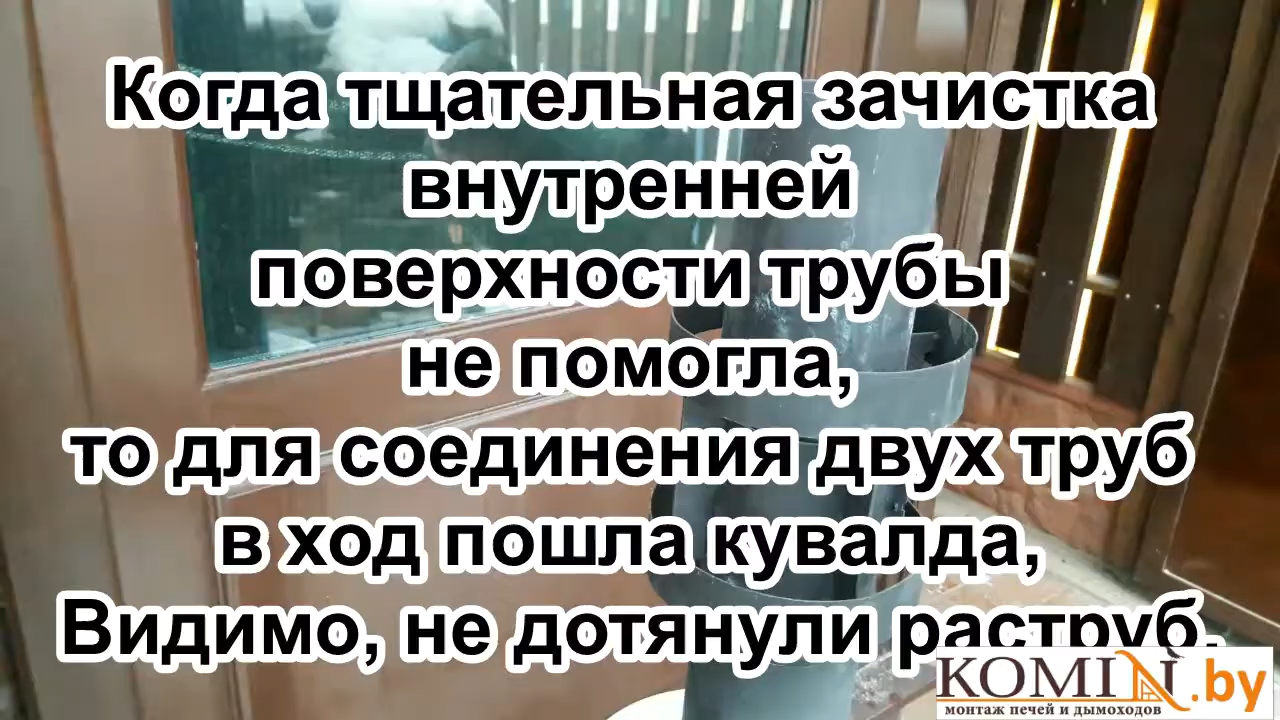 Когда тщательная зачистка
внутренней
поверхности трубы
не помогла,
то для соединения двух труб
в ход пошла кувалда,
Видимо, не дотянули раструб.
KOMIN.by
монтаж печей и дымоходов